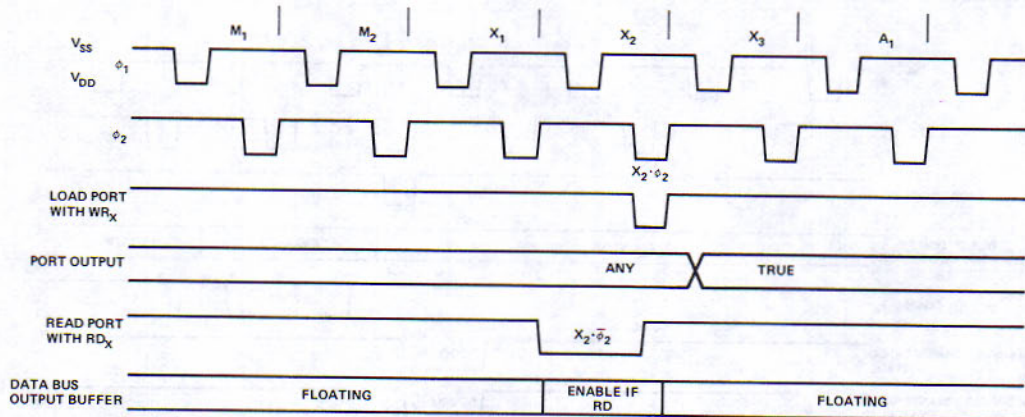 M1 M2 X1 X2 X3 A1
VSS
ϕ1
VDD
ϕ2
X2·ϕ2
LOAD PORT
WITH WRX
PORT OUTPUT ANY TRUE
READ PORT
WITH RDX
X2·ϕ̅2
DATA BUS
OUTPUT BUFFER
FLOATING
ENABLE IF
RD
FLOATING